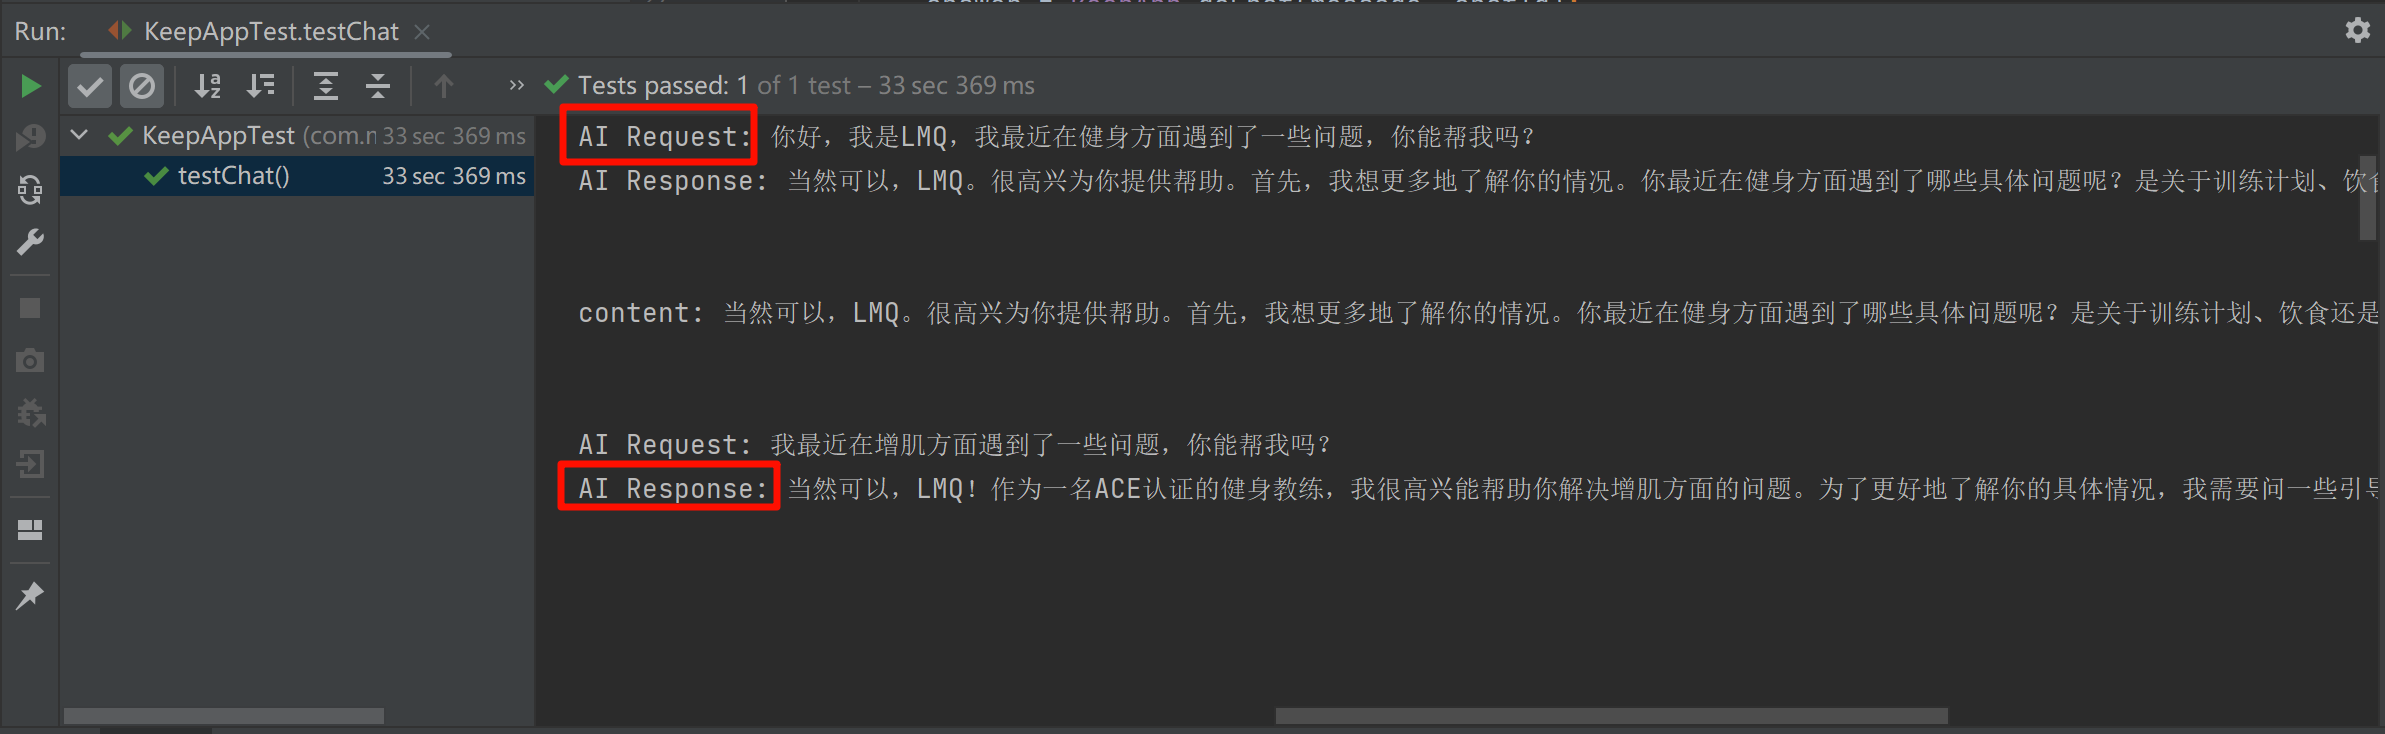 Run: KeepAppTest.testChat
Tests passed: 1 of 1 test – 33 sec 369 ms
KeepAppTest (com.n 33 sec 369 ms
testChat() 33 sec 369 ms
AI Request: 你好，我是LMQ，我最近在健身方面遇到了一些问题，你能帮我吗？
AI Response: 当然可以，LMQ。很高兴为你提供帮助。首先，我想更多地了解你的情况。你最近在健身方面遇到了哪些具体问题呢？是关于训练计划、饮食
content: 当然可以，LMQ。很高兴为你提供帮助。首先，我想更多地了解你的情况。你最近在健身方面遇到了哪些具体问题呢？是关于训练计划、饮食还是
AI Request: 我最近在增肌方面遇到了一些问题，你能帮我吗？
AI Response: 当然可以，LMQ！作为一名ACE认证的健身教练，我很高兴能帮助你解决增肌方面的问题。为了更好地了解你的具体情况，我需要问一些引导